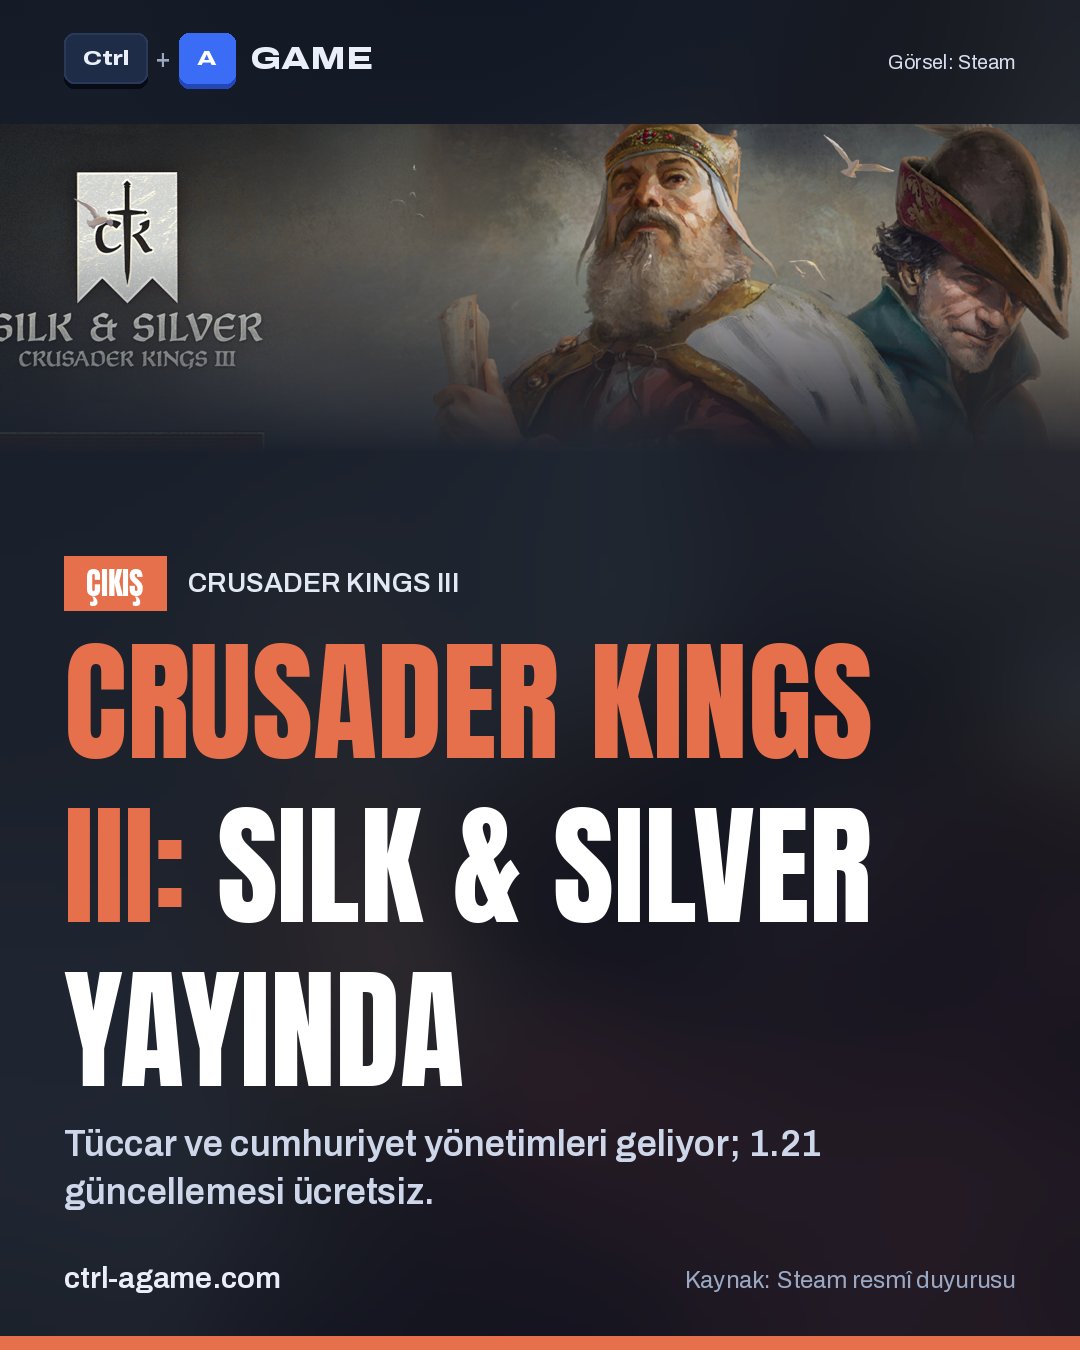 Ctrl + A GAME
Görsel: Steam
CK
SILK & SILVER
CRUSADER KINGS III
ÇIKIŞ CRUSADER KINGS III
CRUSADER KINGS
III: SILK & SILVER
YAYINDA
Tüccar ve cumhuriyet yönetimleri geliyor; 1.21
güncellemesi ücretsiz.
ctrl-agame.com
Kaynak: Steam resmî duyurusu